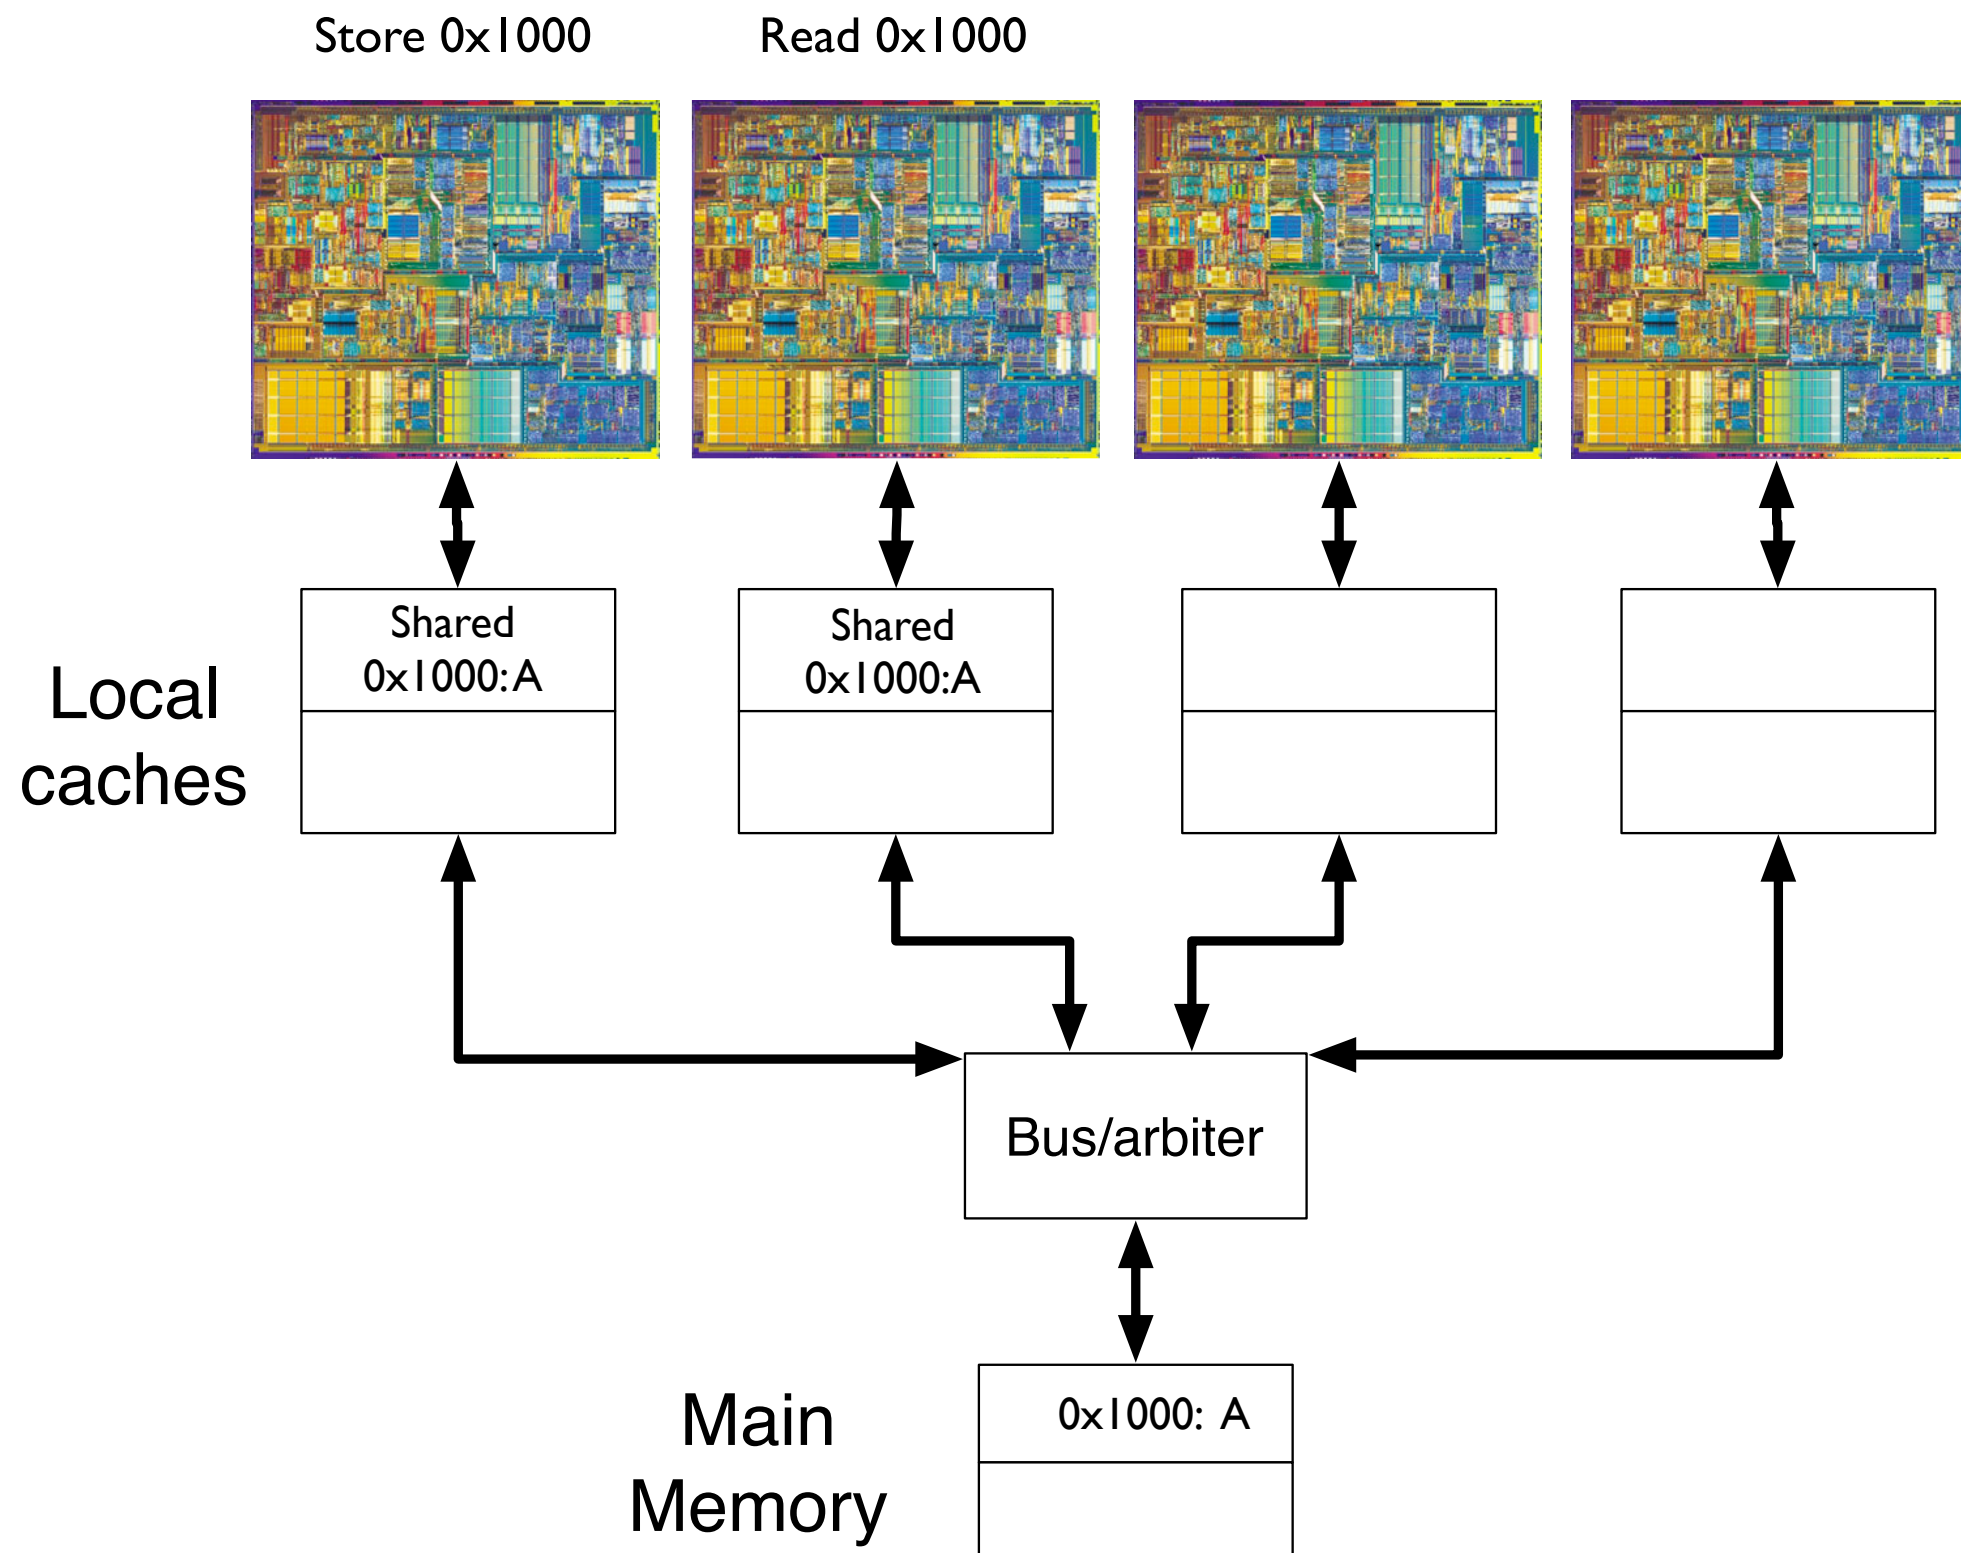 Store 0x1000
Read 0x1000
Local
caches
Shared
0x1000:A
Shared
0x1000:A
Bus/arbiter
Main
Memory
0x1000: A